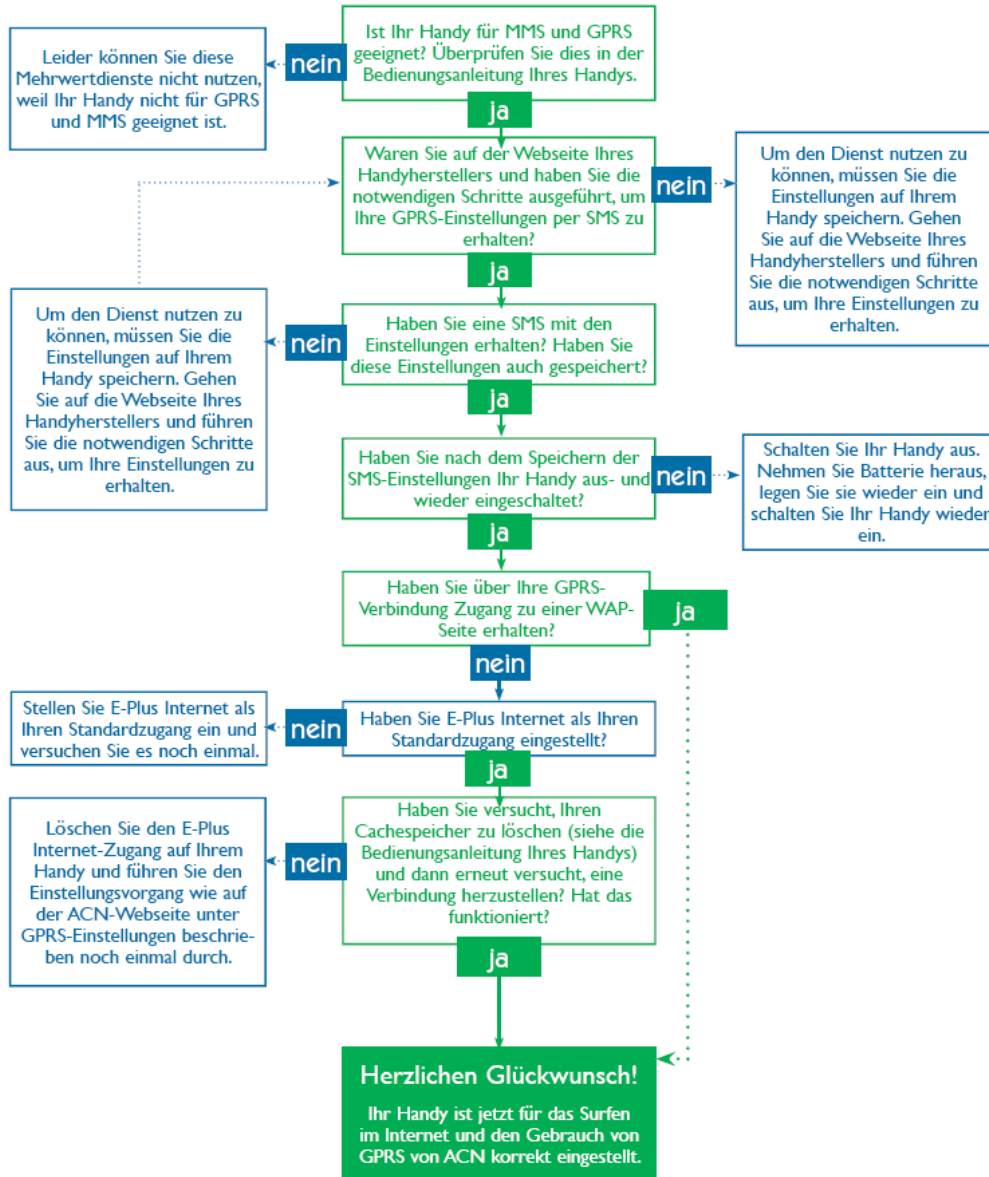 Ist Ihr Handy für MMS und GPRS
geeignet? Überprüfen Sie dies in der
Bedienungsanleitung Ihres Handys.
nein
Leider können Sie diese
Mehrwertdienste nicht nutzen,
weil Ihr Handy nicht für GPRS
und MMS geeignet ist.
ja
Waren Sie auf der Webseite Ihres
Handyherstellers und haben Sie die
notwendigen Schritte ausgeführt, um
Ihre GPRS-Einstellungen per SMS zu
erhalten?
nein
Um den Dienst nutzen zu
können, müssen Sie die
Einstellungen auf Ihrem
Handy speichern. Gehen
Sie auf die Webseite Ihres
Handyherstellers und führen
Sie die notwendigen Schritte
aus, um Ihre Einstellungen zu
erhalten.
ja
Haben Sie eine SMS mit den
Einstellungen erhalten? Haben Sie
diese Einstellungen auch gespeichert?
nein
Um den Dienst nutzen zu
können, müssen Sie die
Einstellungen auf Ihrem
Handy speichern. Gehen
Sie auf die Webseite Ihres
Handyherstellers und führen
Sie die notwendigen Schritte
aus, um Ihre Einstellungen zu
erhalten.
ja
Haben Sie nach dem Speichern der
SMS-Einstellungen Ihr Handy aus- und
wieder eingeschaltet?
nein
Schalten Sie Ihr Handy aus.
Nehmen Sie Batterie heraus,
legen Sie sie wieder ein und
schalten Sie Ihr Handy wieder
ein.
ja
Haben Sie über Ihre GPRS-
Verbindung Zugang zu einer WAP-
Seite erhalten?
ja
nein
Haben Sie E-Plus Internet als Ihren
Standardzugang eingestellt?
nein
Stellen Sie E-Plus Internet als
Ihren Standardzugang ein und
versuchen Sie es noch einmal.
ja
Haben Sie versucht, Ihren
Cachespeicher zu löschen (siehe die
Bedienungsanleitung Ihres Handys)
und dann erneut versucht, eine
Verbindung herzustellen? Hat das
funktioniert?
nein
Löschen Sie den E-Plus
Internet-Zugang auf Ihrem
Handy und führen Sie den
Einstellungsvorgang wie auf
der ACN-Webseite unter
GPRS-Einstellungen beschrie-
ben noch einmal durch.
ja
Herzlichen Glückwunsch!
Ihr Handy ist jetzt für das Surfen
im Internet und den Gebrauch von
GPRS von ACN korrekt eingestellt.